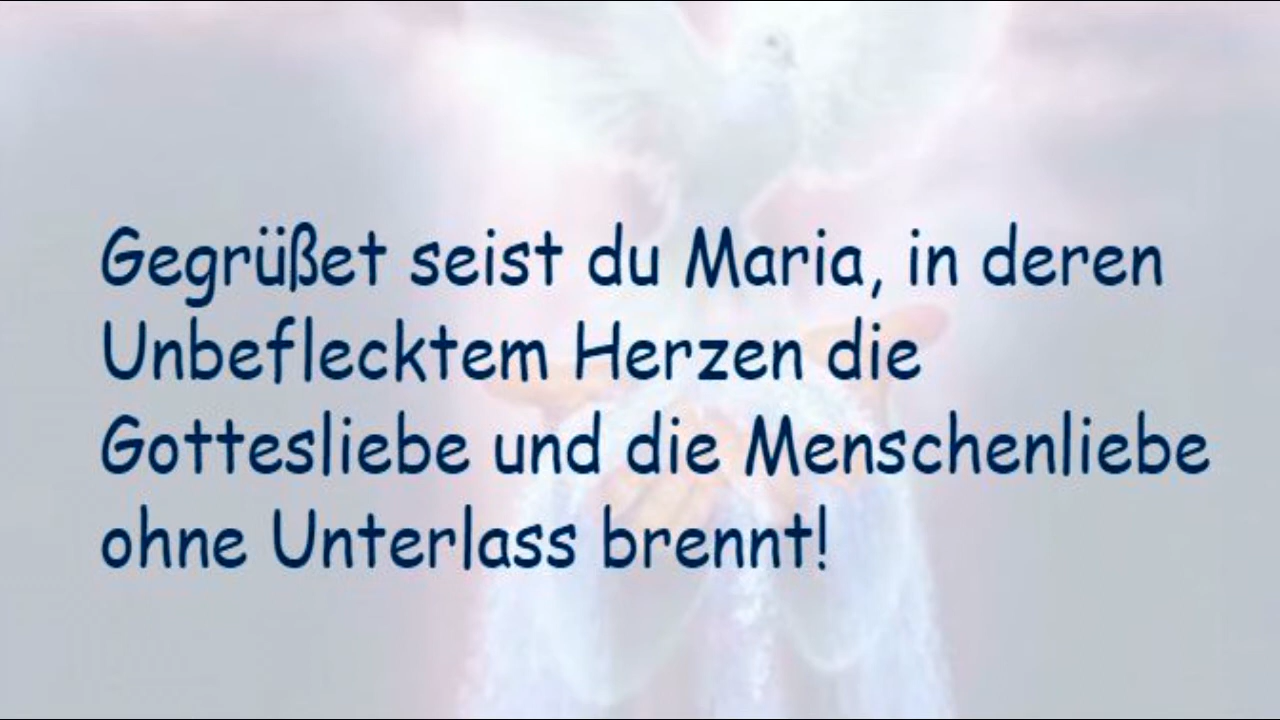 Gegrüßet seist du Maria, in deren
Unbeflecktem Herzen die
Gottesliebe und die Menschenliebe
ohne Unterlass brennt!